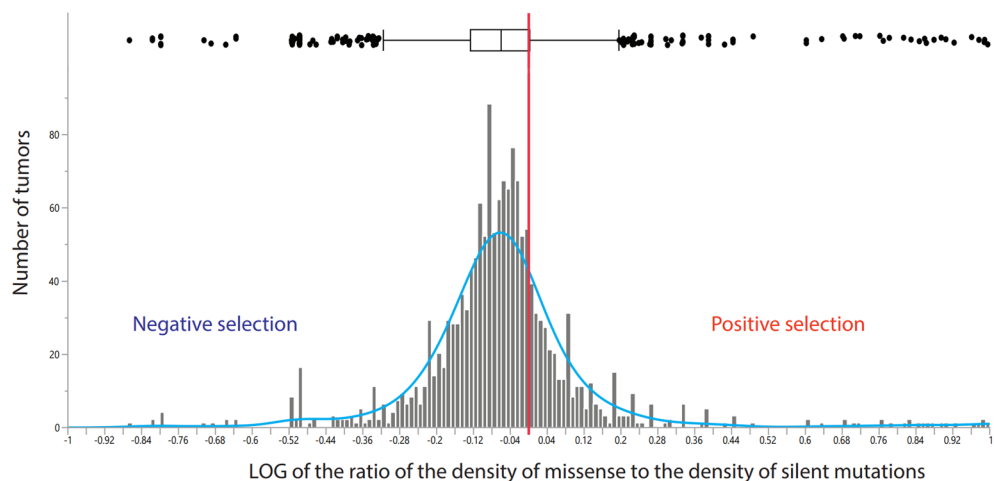 Number of tumors
80
60
40
20
0
Negative selection
Positive selection
-1 -0.92 -0.84 -0.76 -0.68 -0.6 -0.52 -0.44 -0.36 -0.28 -0.2 -0.12 -0.04 0.04 0.12 0.2 0.28 0.36 0.44 0.52 0.6 0.68 0.76 0.84 0.92 1
LOG of the ratio of the density of missense to the density of silent mutations